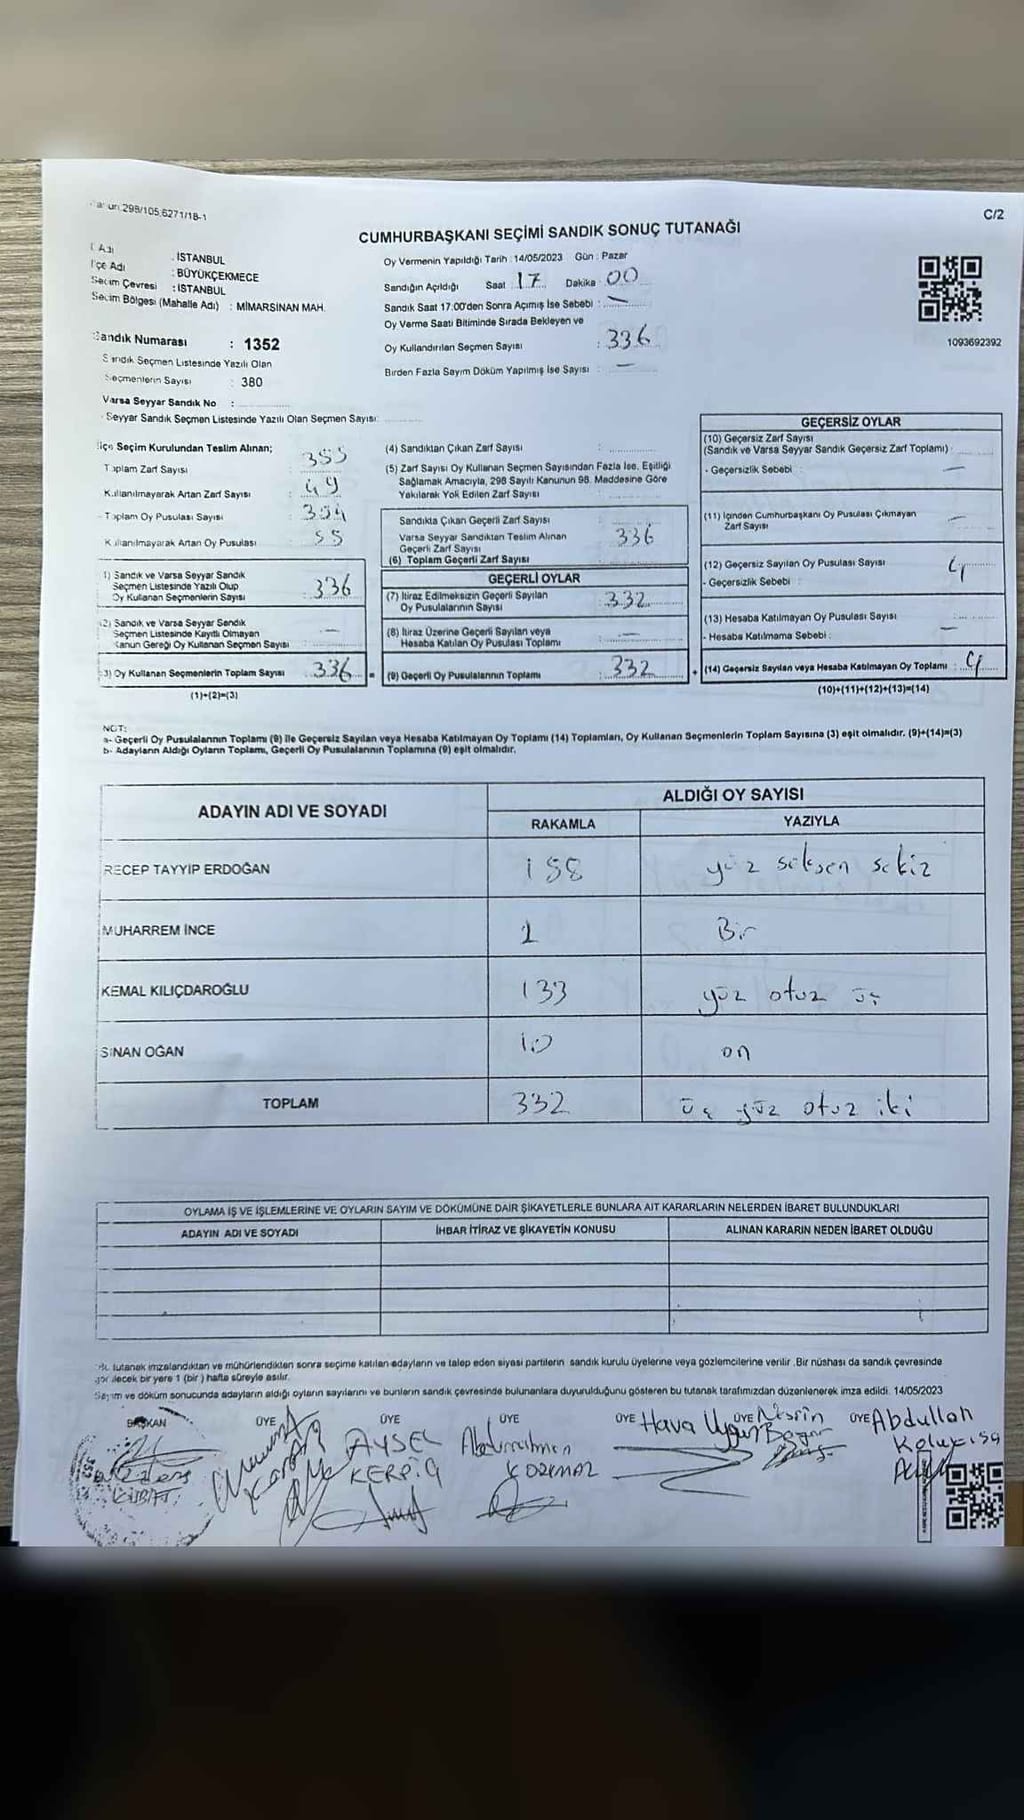 298/105.6271/18-1
C/2
CUMHURBAŞKANI SEÇİMİ SANDIK SONUÇ TUTANAĞI
Adı : İSTANBUL
İlçe Adı : BÜYÜKÇEKMECE
Seçim Çevresi : İSTANBUL
Seçim Bölgesi (Mahalle Adı) : MİMARSİNAN MAH.
Oy Vermenin Yapıldığı Tarih : 14/05/2023 Gün : Pazar
Sandığın Açıldığı Saat 17 Dakika : 00
Sandık Saat 17.00'den Sonra Açımış İse Sebebi : —
Oy Verme Saati Bitiminde Sırada Bekleyen ve
Oy Kullandırılan Seçmen Sayısı : 336
Birden Fazla Sayım Döküm Yapılmış İse Sayısı : —
1093692392
Sandık Numarası : 1352
Sandık Seçmen Listesinde Yazılı Olan
Seçmenlerin Sayısı : 380
Varsa Seyyar Sandık No :
Seyyar Sandık Seçmen Listesinde Yazılı Olan Seçmen Sayısı:
İlçe Seçim Kurulundan Teslim Alınan;
Toplam Zarf Sayısı : 385
Kullanılmayarak Artan Zarf Sayısı : 49
- Toplam Oy Pusulası Sayısı
Kullanılmayarak Artan Oy Pusulası : 55
1) Sandık ve Varsa Seyyar Sandık
Seçmen Listesinde Yazılı Olup
Oy Kullanan Seçmenlerin Sayısı : 336
(2) Sandık ve Varsa Seyyar Sandık
Seçmen Listesinde Kayıtlı Olmayan
Kanun Gereği Oy Kullanan Seçmen Sayısı : —
3) Oy Kullanan Seçmenlerin Toplam Sayısı : 336 =
(1)+(2)=(3)
(4) Sandıktan Çıkan Zarf Sayısı :
(5) Zarf Sayısı Oy Kullanan Seçmen Sayısından Fazla İse, Eşitliği
Sağlamak Amacıyla, 298 Sayılı Kanunun 98. Maddesine Göre
Yakılarak Yok Edilen Zarf Sayısı :
Sandıkta Çıkan Geçerli Zarf Sayısı
Varsa Seyyar Sandıktan Teslim Alınan
Geçerli Zarf Sayısı : 336
(6) Toplam Geçerli Zarf Sayısı
GEÇERLİ OYLAR
(7) İtiraz Edilmeksizin Geçerli Sayılan
Oy Pusulalarının Sayısı : 332
(8) İtiraz Üzerine Geçerli Sayılan veya
Hesaba Katılan Oy Pusulası Toplamı : —
(9) Geçerli Oy Pusulalarının Toplamı : 332 +
GEÇERSİZ OYLAR
(10) Geçersiz Zarf Sayısı
(Sandık ve Varsa Seyyar Sandık Geçersiz Zarf Toplamı) :
- Geçersizlik Sebebi : —
(11) İçinden Cumhurbaşkanı Oy Pusulası Çıkmayan
Zarf Sayısı : —
(12) Geçersiz Sayılan Oy Pusulası Sayısı : 4
- Geçersizlik Sebebi :
(13) Hesaba Katılmayan Oy Pusulası Sayısı :
- Hesaba Katılmama Sebebi : —
(14) Geçersiz Sayılan veya Hesaba Katılmayan Oy Toplamı : 4
(10)+(11)+(12)+(13)=(14)
NOT:
a- Geçerli Oy Pusulalarının Toplamı (9) ile Geçersiz Sayılan veya Hesaba Katılmayan Oy Toplamı (14) Toplamları, Oy Kullanan Seçmenlerin Toplam Sayısına (3) eşit olmalıdır. (9)+(14)=(3)
b- Adayların Aldığı Oyların Toplamı, Geçerli Oy Pusulalarının Toplamına (9) eşit olmalıdır.
ADAYIN ADI VE SOYADI ALDIĞI OY SAYISI
RAKAMLA YAZIYLA
RECEP TAYYİP ERDOĞAN 188 yüz seksen sekiz
MUHARREM İNCE 1 Bir
KEMAL KILIÇDAROĞLU 133 yüz otuz üç
SİNAN OĞAN 10 on
TOPLAM 332 üç yüz otuz iki
OYLAMA İŞ VE İŞLEMLERİNE VE OYLARIN SAYIM VE DÖKÜMÜNE DAİR ŞİKAYETLERLE BUNLARA AİT KARARLARIN NELERDEN İBARET BULUNDUKLARI
ADAYIN ADI VE SOYADI İHBAR İTİRAZ VE ŞİKAYETİN KONUSU ALINAN KARARIN NEDEN İBARET OLDUĞU
tutanak imzalandıktan ve mühürlendikten sonra seçime katılan adayların ve talep eden siyasi partilerin sandık kurulu üyelerine veya gözlemcilerine verilir. Bir nüshası da sandık çevresinde
görülecek bir yere 1 (bir) hafta süreyle asılır.
Sayım ve döküm sonucunda adayların aldığı oyların sayılarını ve bunların sandık çevresinde bulunanlara duyurulduğunu gösteren bu tutanak tarafımızdan düzenlenerek imza edildi. 14/05/2023
BAŞKAN ÜYE ÜYE ÜYE ÜYE ÜYE ÜYE
KUBAT
AYSEL
KERPİÇ
Abdurrahman
KORKMAZ
Hava Uygun
Nisrin
Abdullah